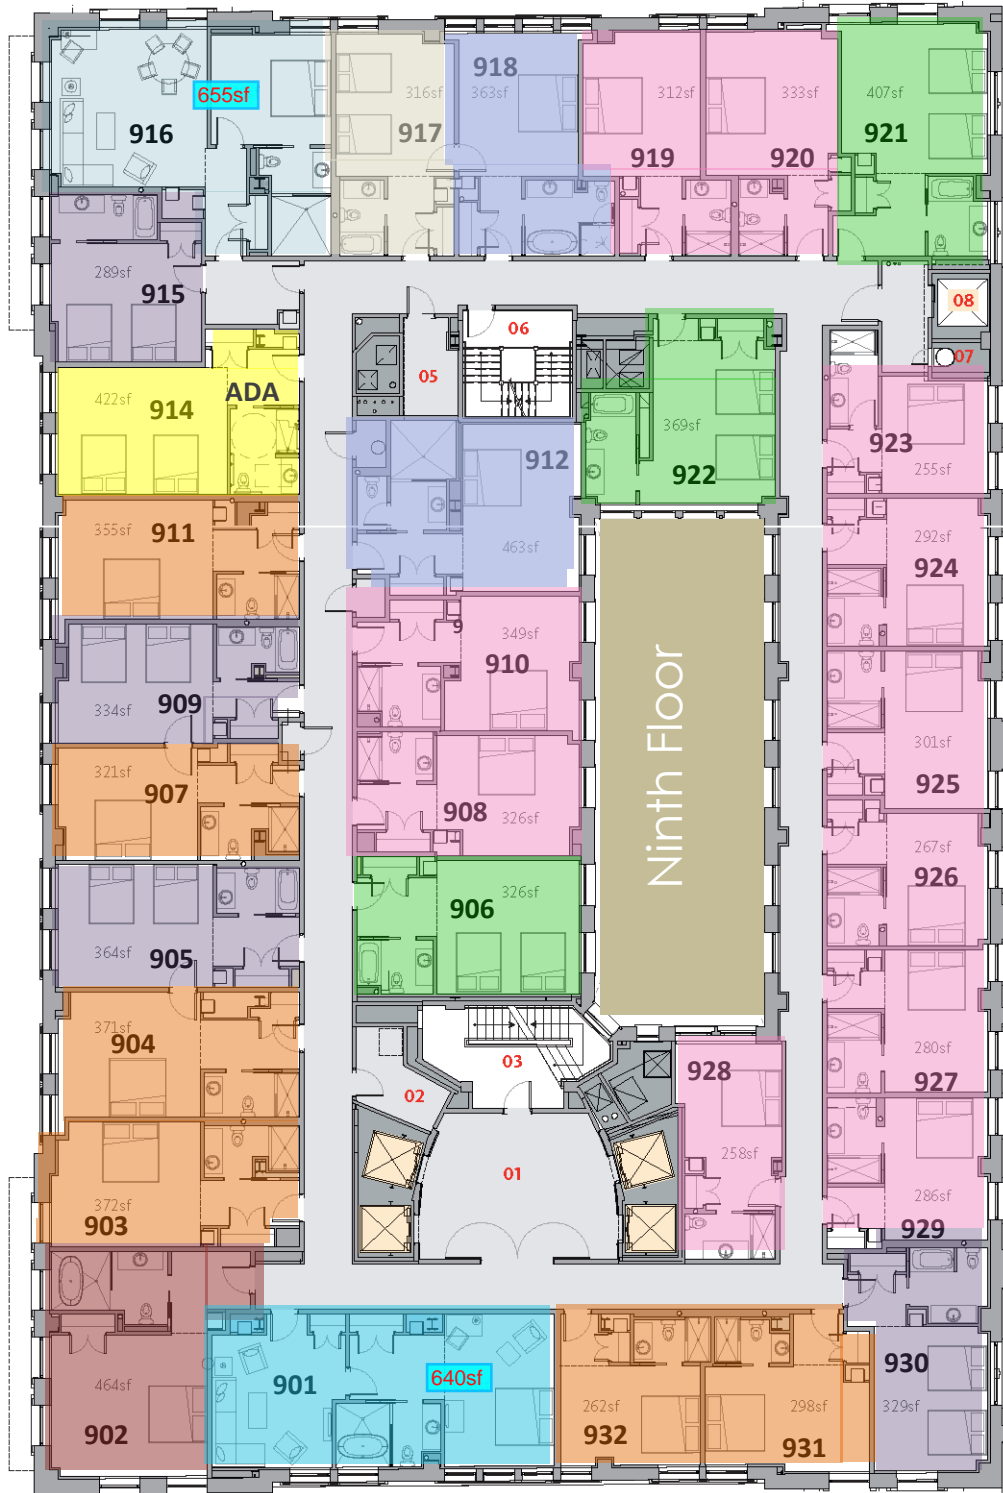 655sf
916
316sf
917
918
363sf
312sf
919
333sf
920
407sf
921
289sf
915
08
07
06
05
ADA
422sf
914
369sf
922
923
255sf
912
463sf
355sf
911
292sf
924
9
349sf
910
334sf
909
301sf
925
321sf
907
908
326sf
Ninth Floor
267sf
926
326sf
906
364sf
905
371sf
904
280sf
927
03
02
01
928
258sf
372sf
903
286sf
929
464sf
902
901
640sf
262sf
932
298sf
931
930
329sf